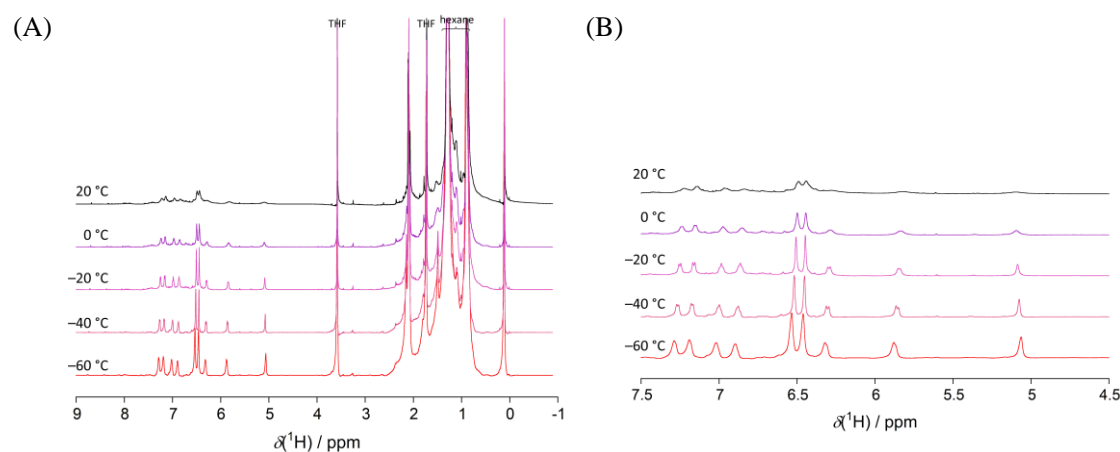 (A)
THF
THF
hexane
20 °C
0 °C
–20 °C
–40 °C
–60 °C
9 8 7 6 5 4 3 2 1 0 -1
δ(¹H) / ppm
(B)
20 °C
0 °C
–20 °C
–40 °C
–60 °C
7.5 7 6.5 6 5.5 5 4.5
δ(¹H) / ppm